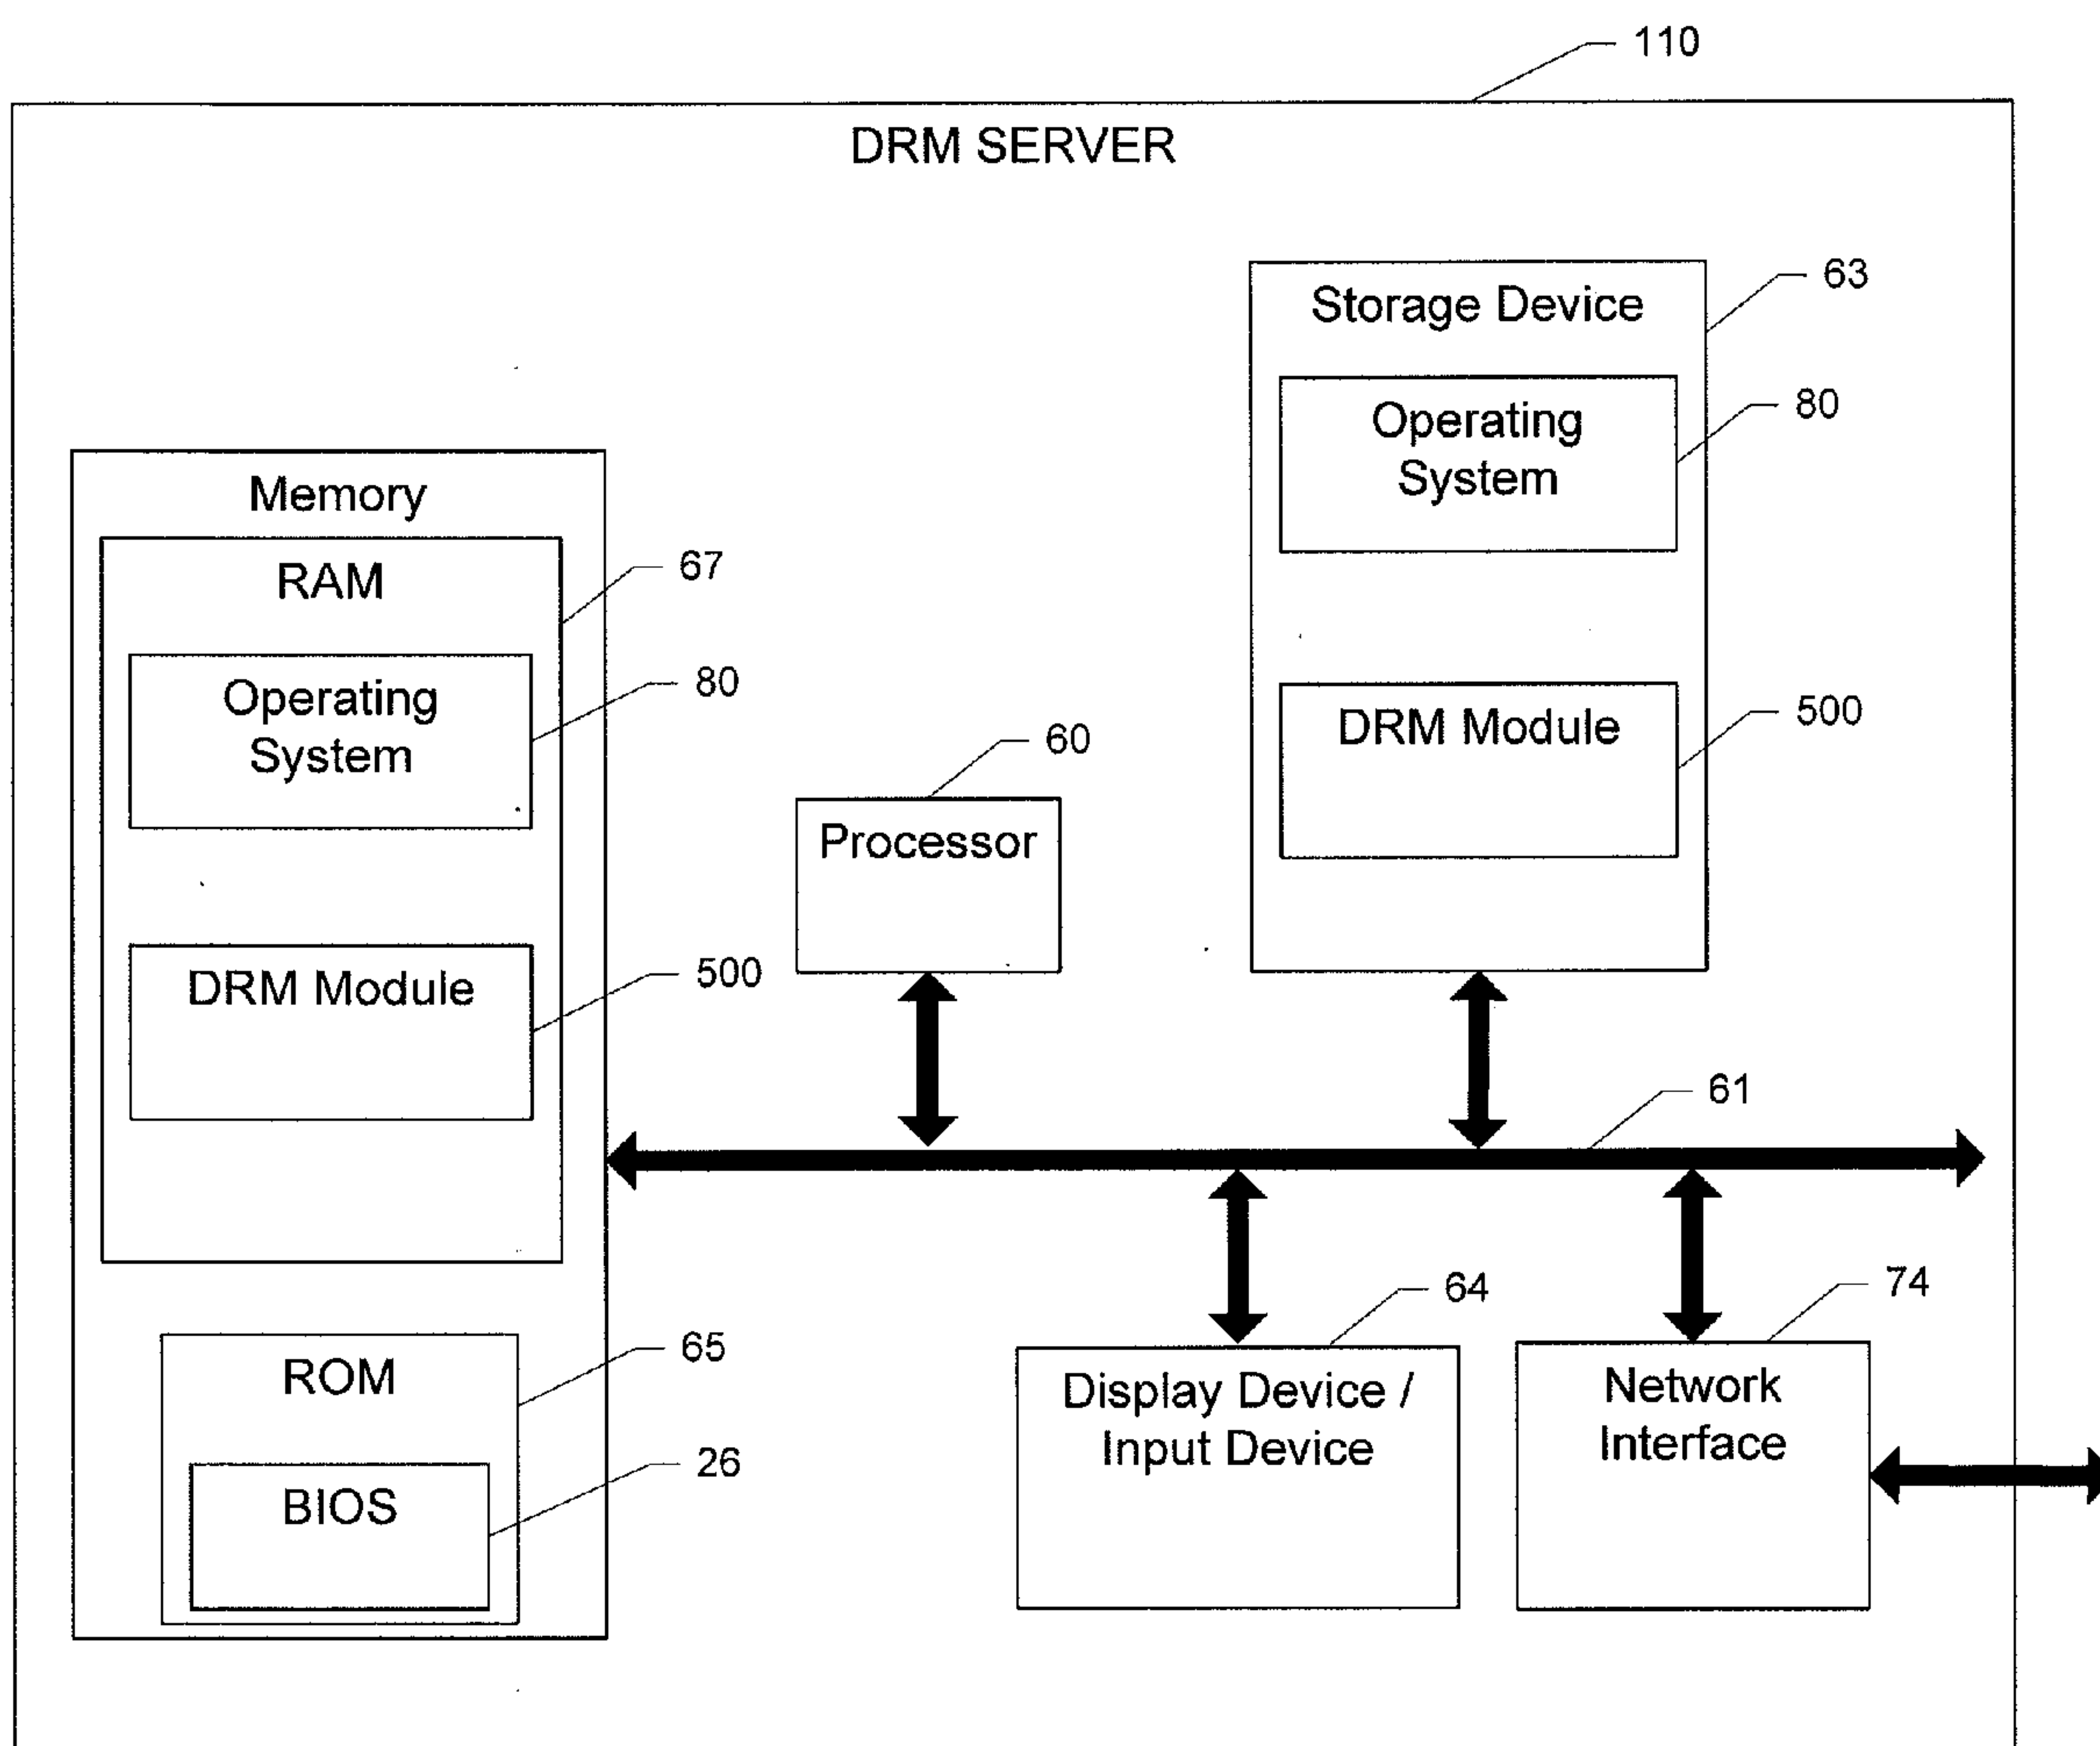 110
DRM SERVER
63
Storage Device
80
Operating
System
500
DRM Module
Memory
67
RAM
80
Operating
System
500
DRM Module
60
Processor
61
65
ROM
26
BIOS
64
Display Device /
Input Device
74
Network
Interface